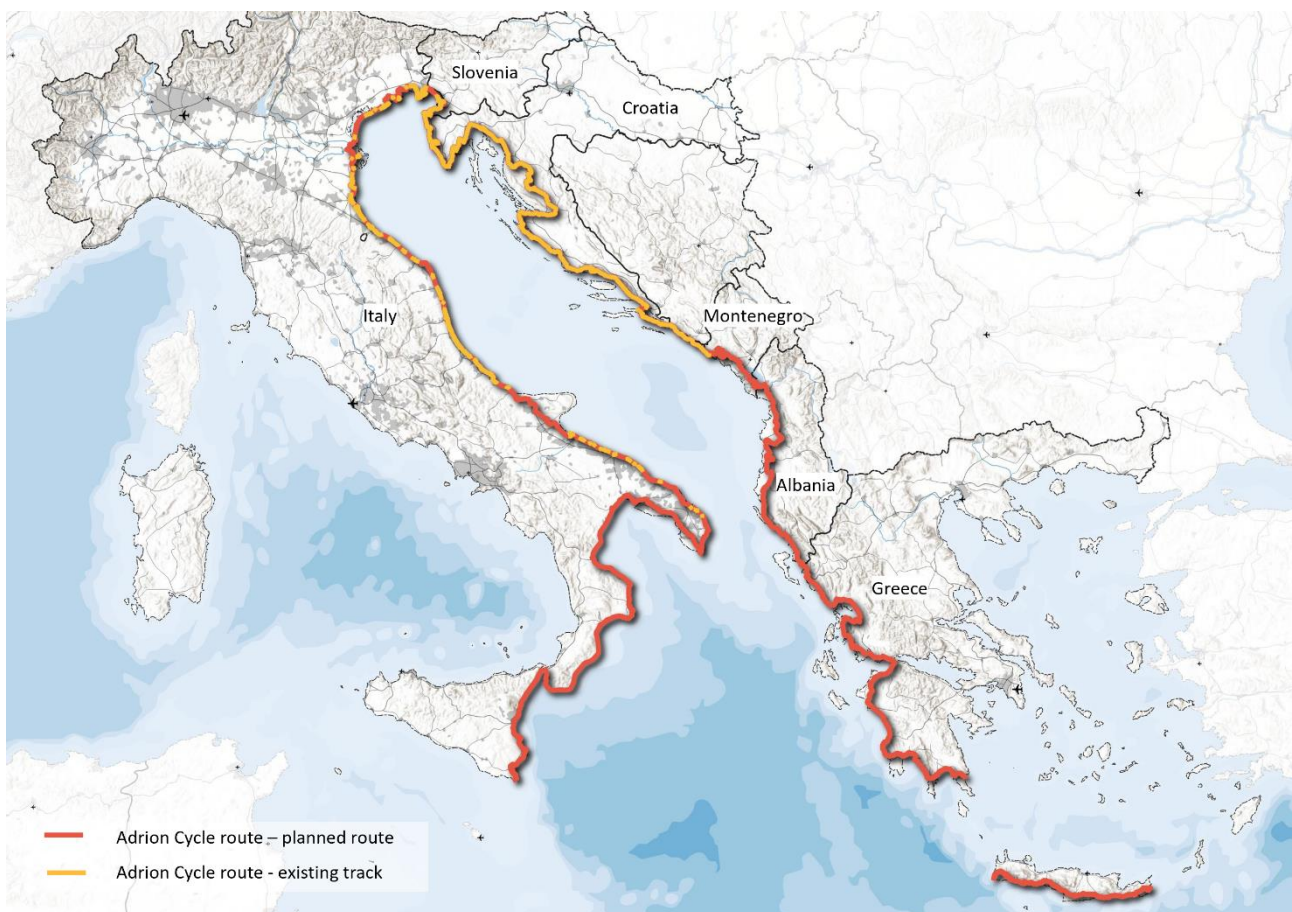 Slovenia
Croatia
Italy
Montenegro
Albania
Greece
Adrion Cycle route – planned route
Adrion Cycle route - existing track